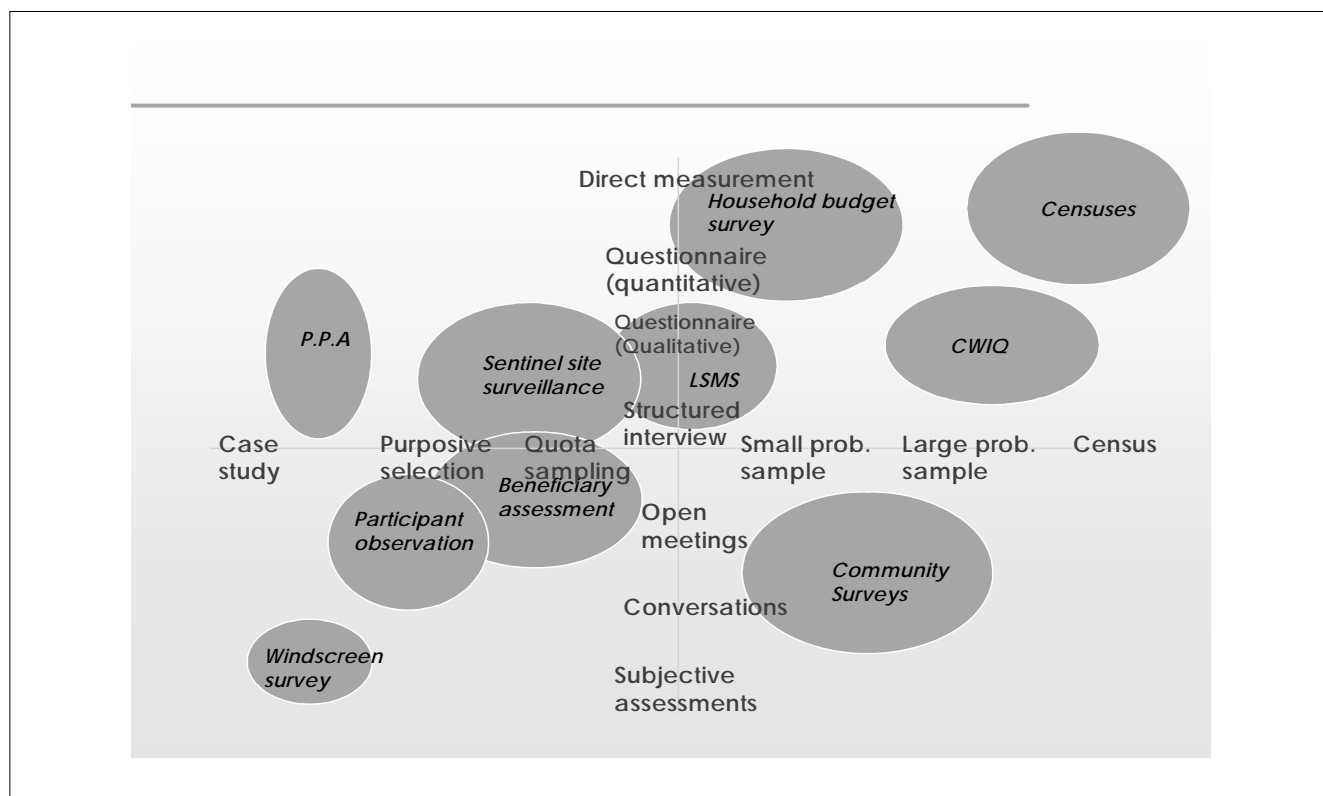 Direct measurement
Household budget
survey
Censuses
Questionnaire
(quantitative)
P.P.A
Questionnaire
(Qualitative)
Sentinel site
surveillance
LSMS
CWIQ
Structured
interview
Case
study
Purposive
selection
Quota
sampling
Small prob.
sample
Large prob.
sample
Census
Beneficiary
assessment
Participant
observation
Open
meetings
Community
Surveys
Conversations
Windscreen
survey
Subjective
assessments